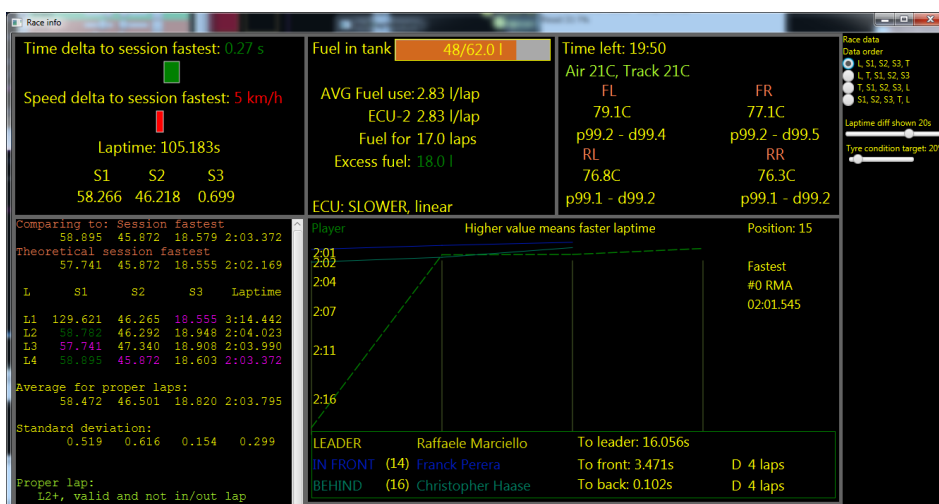 Race info
Time delta to session fastest: 0.27 s
Speed delta to session fastest: 5 km/h
Laptime: 105.183s
S1 S2 S3
58.266 46.218 0.699
Fuel in tank 48/62.0 l
AVG Fuel use: 2.83 l/lap
ECU-2 2.83 l/lap
Fuel for 17.0 laps
Excess fuel: 18.0 l
ECU: SLOWER, linear
Time left: 19:50
Air 21C, Track 21C
FL FR
79.1C 77.1C
p99.2 - d99.4 p99.2 - d99.5
RL RR
76.8C 76.3C
p99.1 - d99.2 p99.1 - d99.2
Race data
Data order
L, S1, S2, S3, T
L, T, S1, S2, S3
T, S1, S2, S3, L
S1, S2, S3, T, L
Laptime diff shown 20s
Tyre condition target: 20
Comparing to: Session fastest
58.895 45.872 18.579 2:03.372
Theoretical session fastest
57.741 45.872 18.555 2:02.169
L S1 S2 S3 Laptime
L1 129.621 46.265 18.555 3:14.442
L2 58.782 46.292 18.948 2:04.023
L3 57.741 47.340 18.908 2:03.990
L4 58.895 45.872 18.603 2:03.372
Average for proper laps:
58.472 46.501 18.820 2:03.795
Standard deviation:
0.519 0.616 0.154 0.299
Proper lap:
L2+, valid and not in/out lap
Player Higher value means faster laptime Position: 15
2:01
2:02
2:04
2:07
2:11
2:16
Fastest
#0 RMA
02:01.545
LEADER Raffaele Marciello To leader: 16.056s
IN FRONT (14) Franck Perera To front: 3.471s D 4 laps
BEHIND (16) Christopher Haase To back: 0.102s D 4 laps